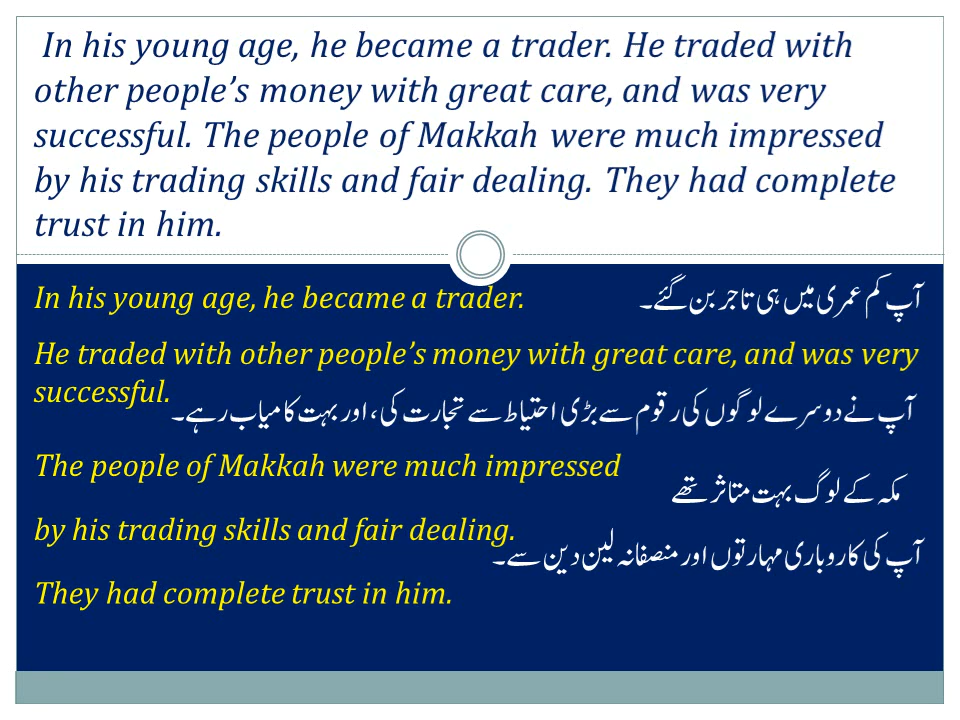 In his young age, he became a trader. He traded with
other people’s money with great care, and was very
successful. The people of Makkah were much impressed
by his trading skills and fair dealing. They had complete
trust in him.
In his young age, he became a trader.
آپ کم عمری میں ہی تاجر بن گئے۔
He traded with other people’s money with great care, and was very
successful.
آپ نے دوسرے لوگوں کی رقوم سے بڑی احتیاط سے تجارت کی، اور بہت کامیاب رہے۔
The people of Makkah were much impressed
مکہ کے لوگ بہت متاثر تھے
by his trading skills and fair dealing.
آپ کی کاروباری مہارتوں اور منصفانہ لین دین سے۔
They had complete trust in him.